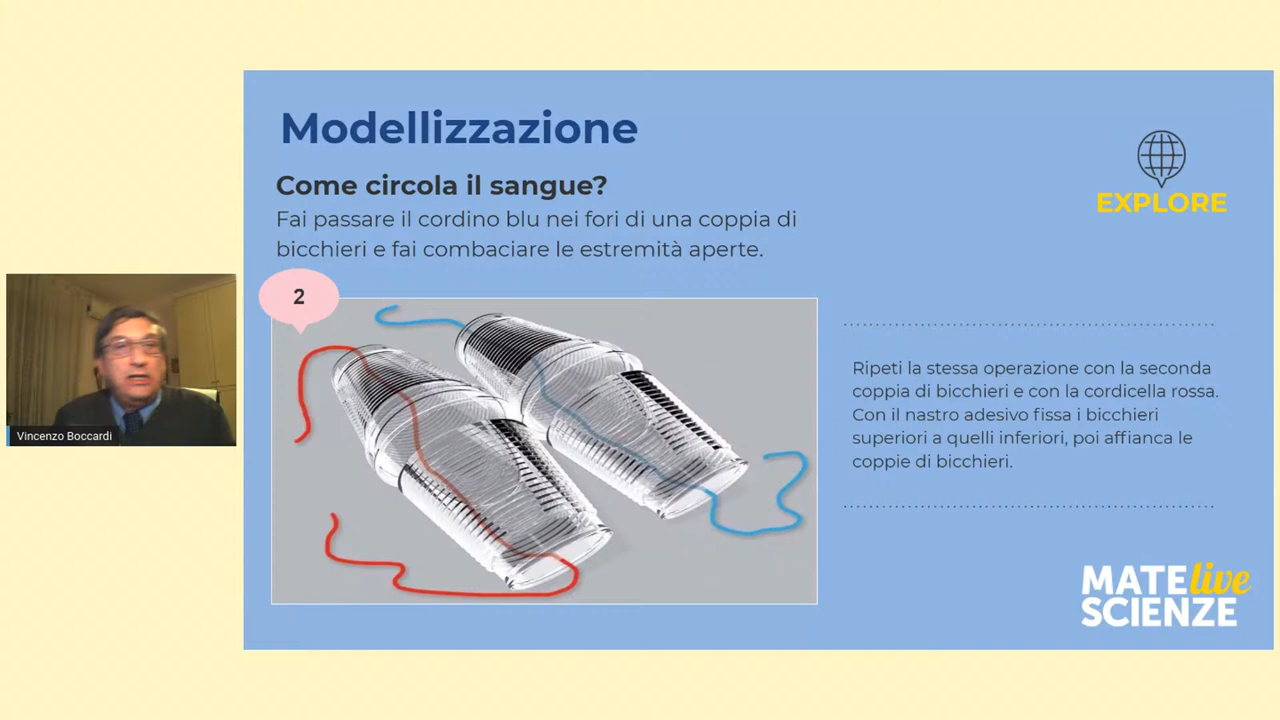 Modellizzazione
Come circola il sangue?
Fai passare il cordino blu nei fori di una coppia di
bicchieri e fai combaciare le estremità aperte.
EXPLORE
2
Ripeti la stessa operazione con la seconda
coppia di bicchieri e con la cordicella rossa.
Con il nastro adesivo fissa i bicchieri
superiori a quelli inferiori, poi affianca le
coppie di bicchieri.
Vincenzo Boccardi
MATE live
SCIENZE